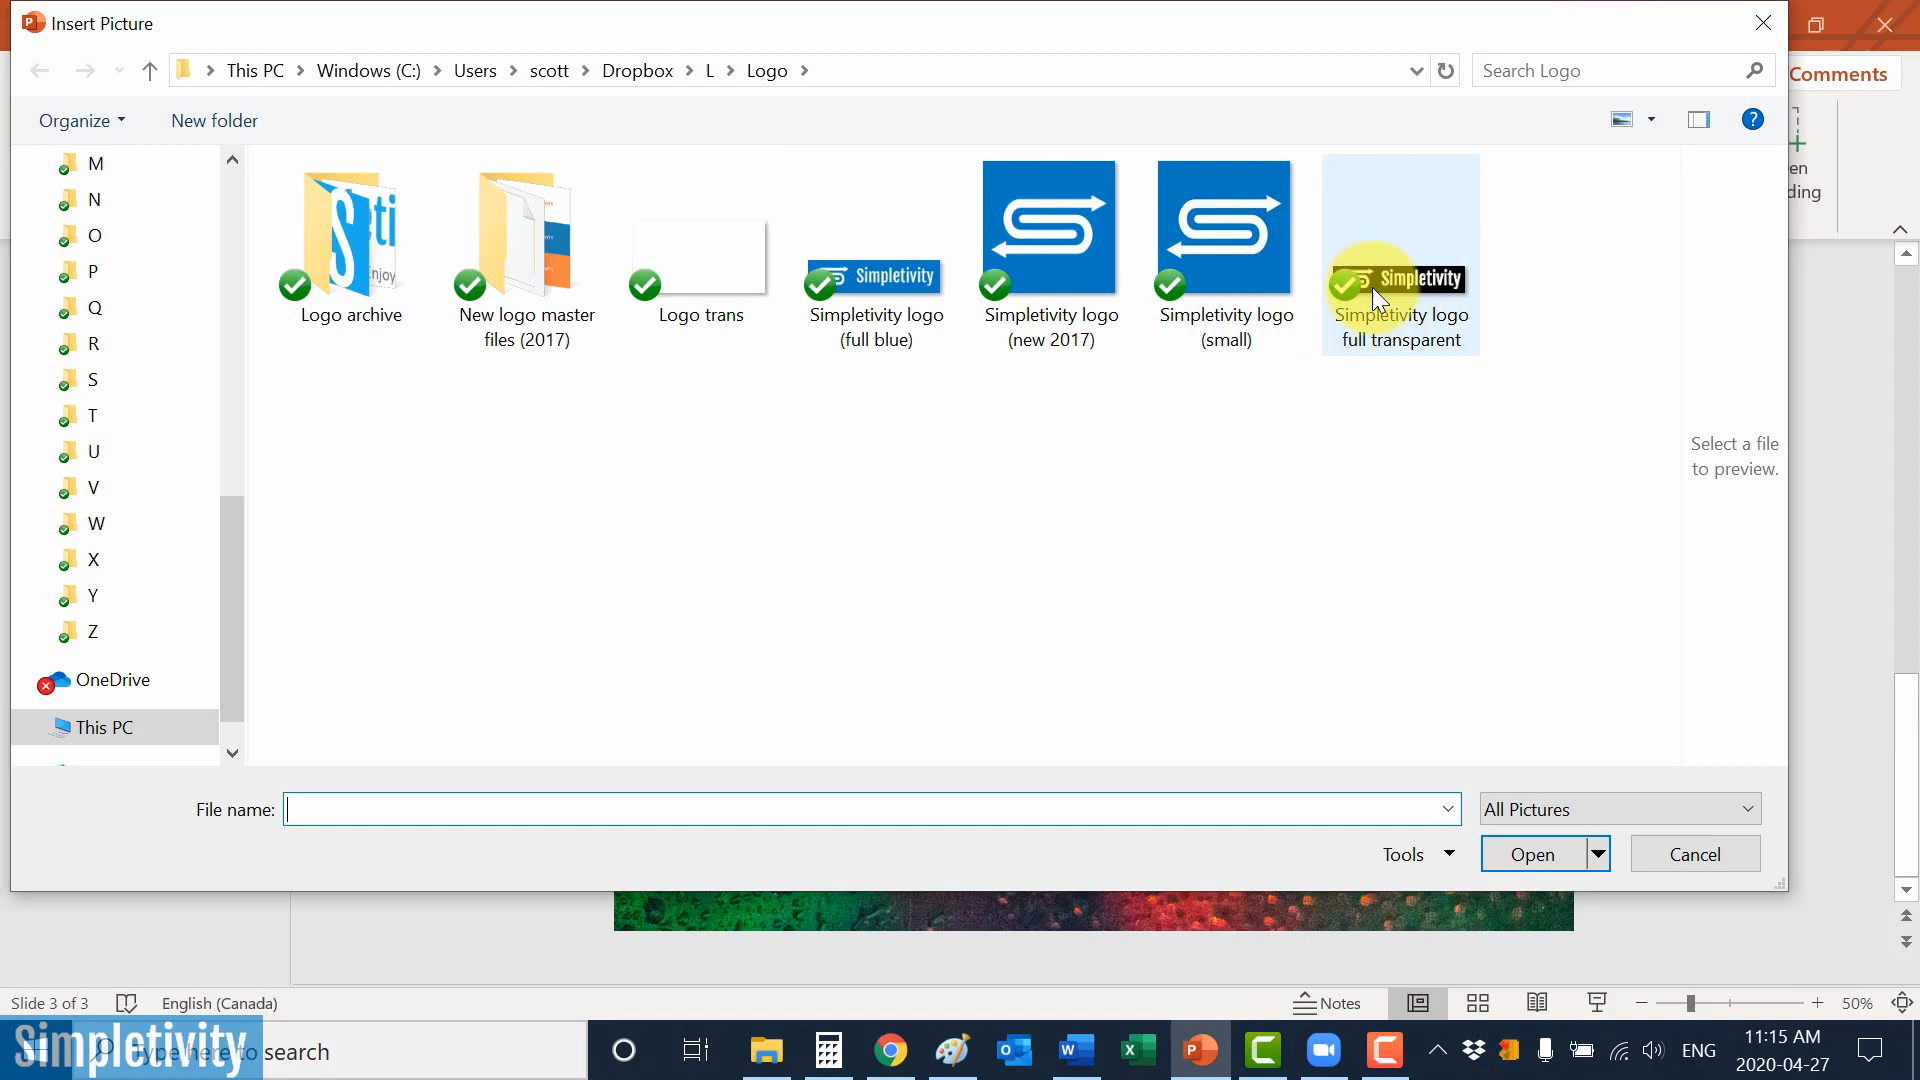 Insert Picture
This PC
Windows (C:)
Users
scott
Dropbox
L
Logo
Search Logo
Comments
Organize
New folder
?
en
ding
M
N
O
P
Q
R
S
T
U
V
W
X
Y
Z
OneDrive
This PC
Logo archive
New logo master
files (2017)
Logo trans
Simpletivity
Simpletivity logo
(full blue)
Simpletivity logo
(new 2017)
Simpletivity logo
(small)
Simpletivity
Simpletivity logo
full transparent
Select a file
to preview.
File name:
All Pictures
Tools
Open
Cancel
Slide 3 of 3
English (Canada)
Notes
50%
Simpletivity
Type here to search
ENG
11:15 AM
2020-04-27